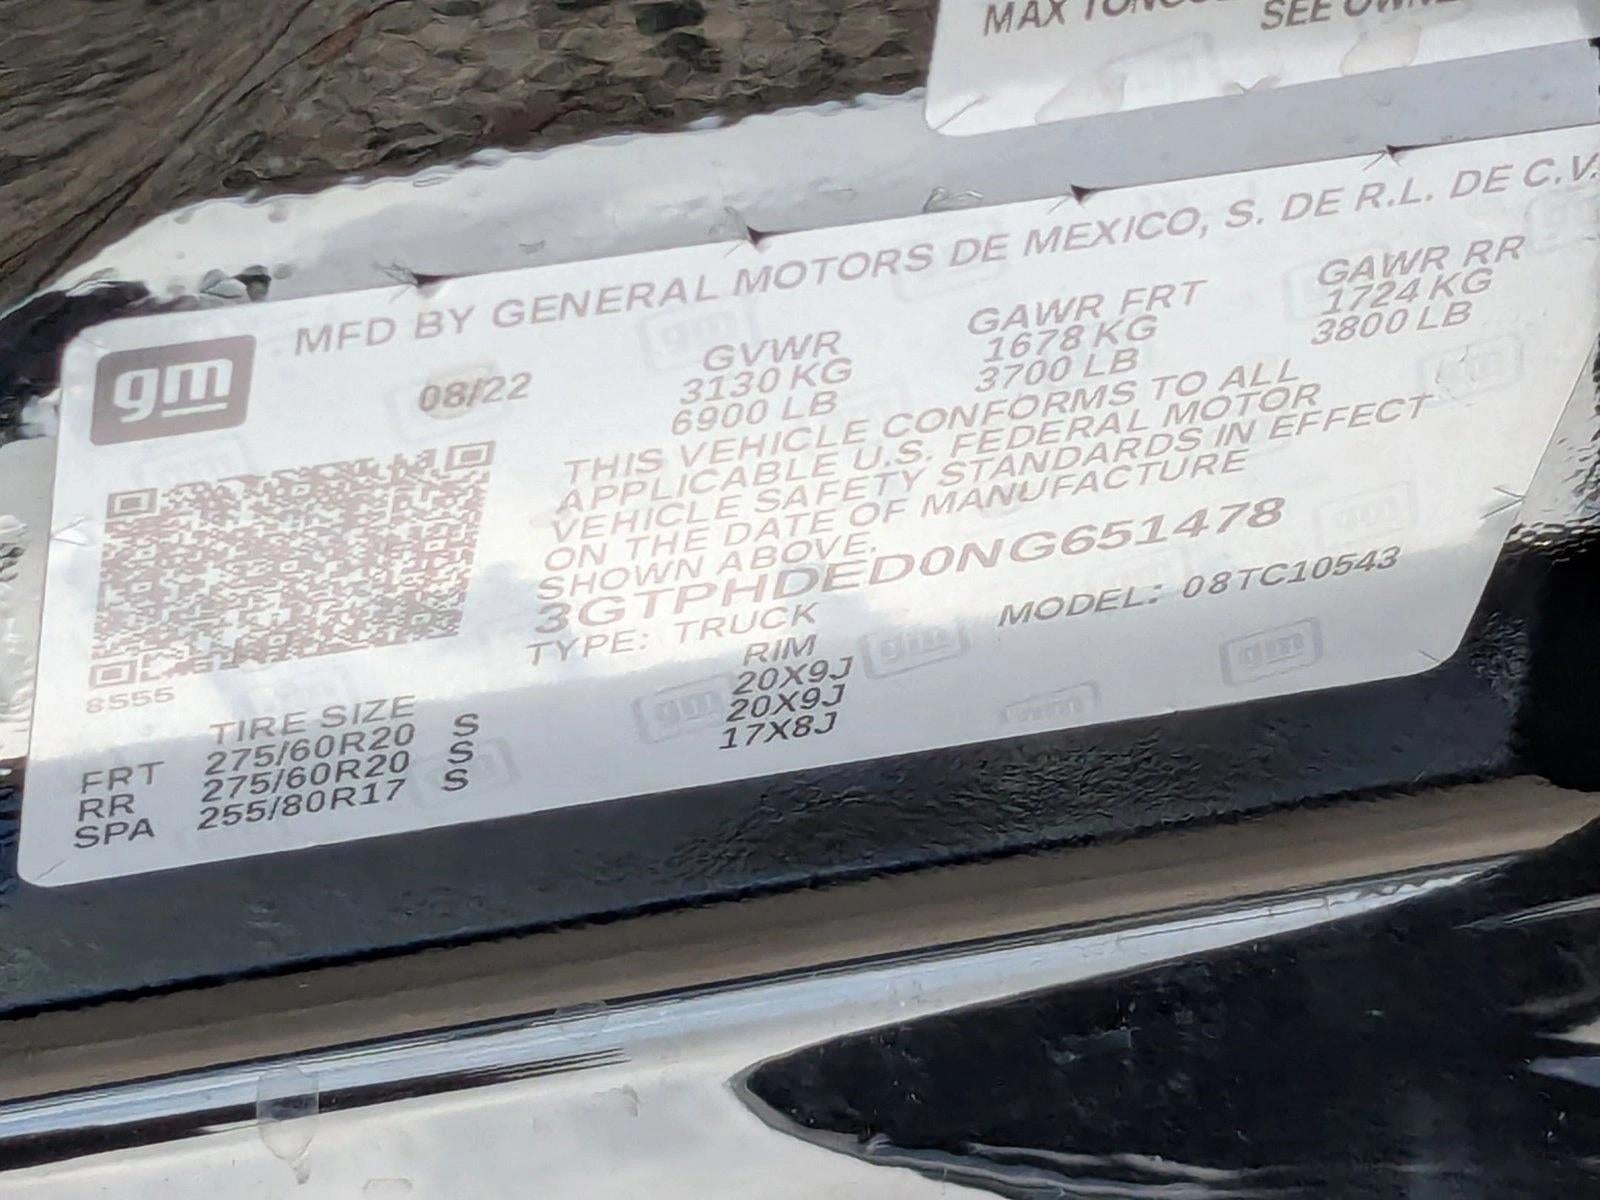 MAX
SEE
gm
MFD BY GENERAL MOTORS DE MEXICO, S. DE R.L. DE C.V.
08/22
GVWR
3130 KG
6900 LB
GAWR FRT
1678 KG
3700 LB
GAWR RR
1724 KG
3800 LB
THIS VEHICLE CONFORMS TO ALL
APPLICABLE U.S. FEDERAL MOTOR
VEHICLE SAFETY STANDARDS IN EFFECT
ON THE DATE OF MANUFACTURE
SHOWN ABOVE.
3GTPHDED0NG651478
TYPE: TRUCK
MODEL: 08TC10543
8555
TIRE SIZE
RIM
FRT 275/60R20 S 20X9J
RR 275/60R20 S 20X9J
SPA 255/80R17 S 17X8J